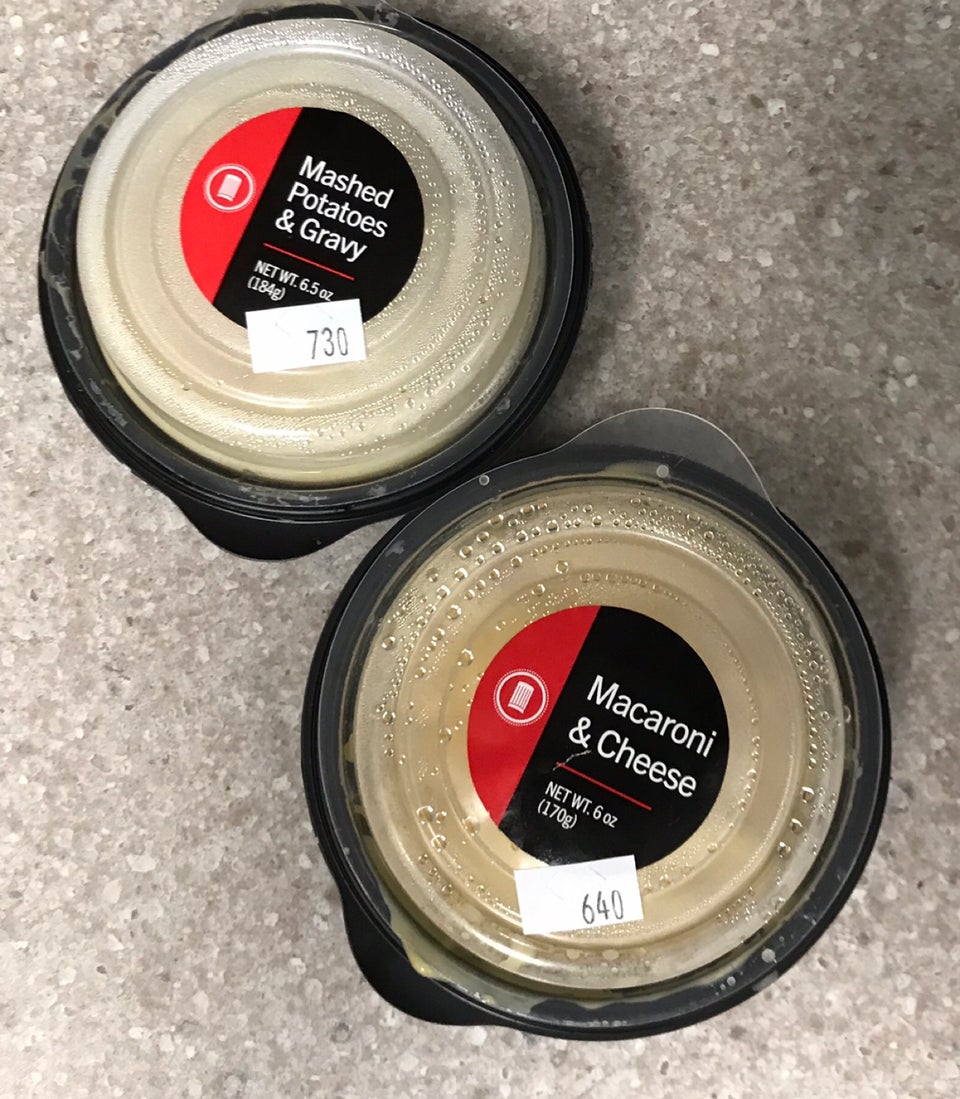 Mashed
Potatoes
& Gravy
NET WT. 6.5 oz
(184g)
730
Macaroni
& Cheese
NET WT. 6 oz
(170g)
640